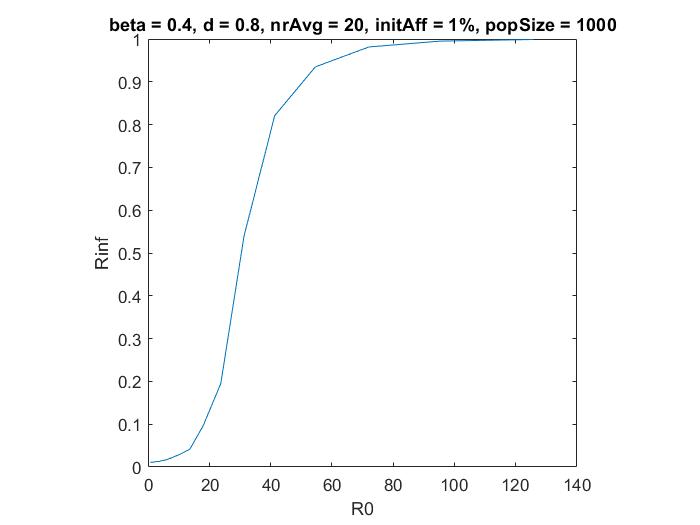 beta = 0.4, d = 0.8, nrAvg = 20, initAff = 1%, popSize = 1000
1
0.9
0.8
0.7
0.6
Rinf
0.5
0.4
0.3
0.2
0.1
0
0 20 40 60 80 100 120 140
R0